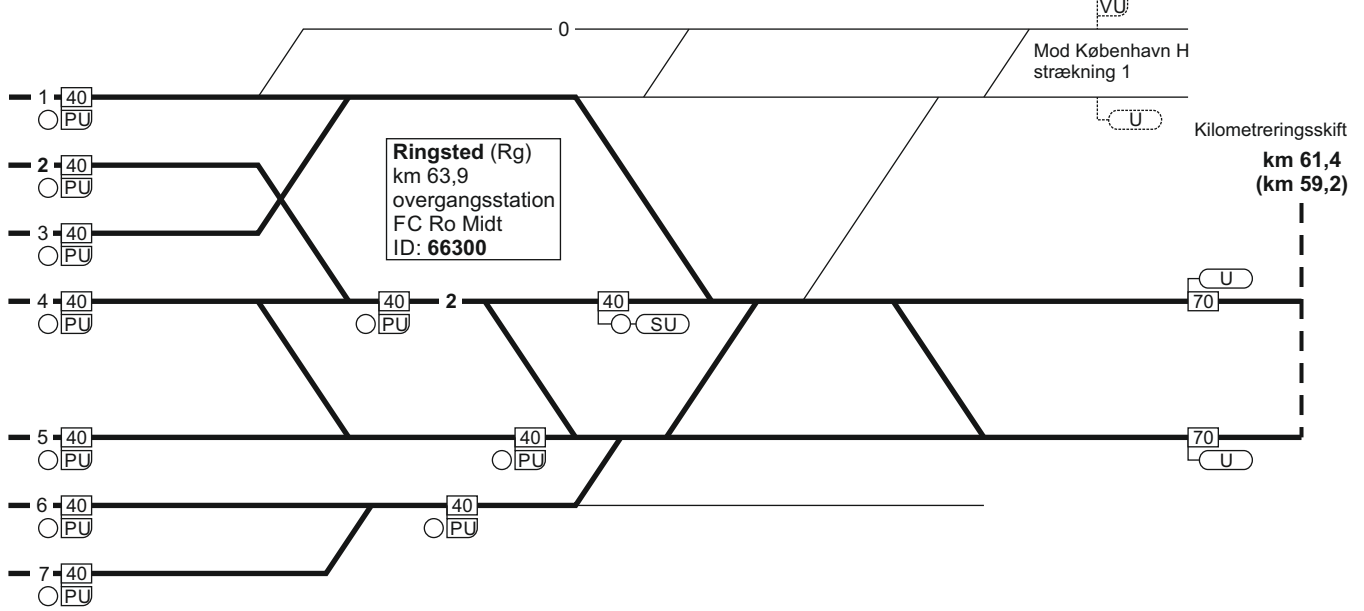 VU
0
Mod København H
strækning 1
1 40
PU
U
Kilometreringsskift
km 61,4
(km 59,2)
2 40
PU
Ringsted (Rg)
km 63,9
overgangsstation
FC Ro Midt
ID: 66300
3 40
PU
U
4 40
40 2
40
70
PU
PU
SU
5 40
40
70
PU
PU
U
6 40
40
PU
PU
7 40
PU